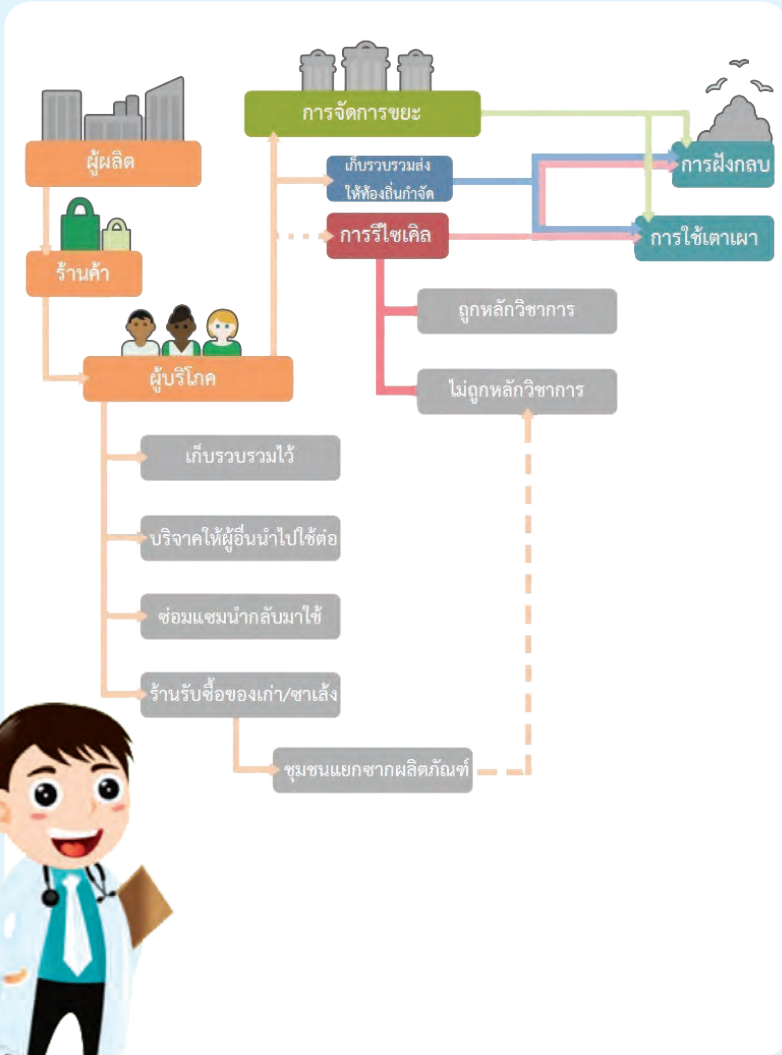 การจัดการขยะ
ผู้ผลิต
เก็บรวบรวมส่ง
ให้ท้องถิ่นกำจัด
การฝังกลบ
การรีไซเคิล
การใช้เตาเผา
ร้านค้า
ถูกหลักวิชาการ
ผู้บริโภค
ไม่ถูกหลักวิชาการ
เก็บรวบรวมไว้
บริจาคให้ผู้อื่นนำไปใช้ต่อ
ซ่อมแซมนำกลับมาใช้
ร้านรับซื้อของเก่า/ซาเล้ง
ชุมชนแยกซากผลิตภัณฑ์